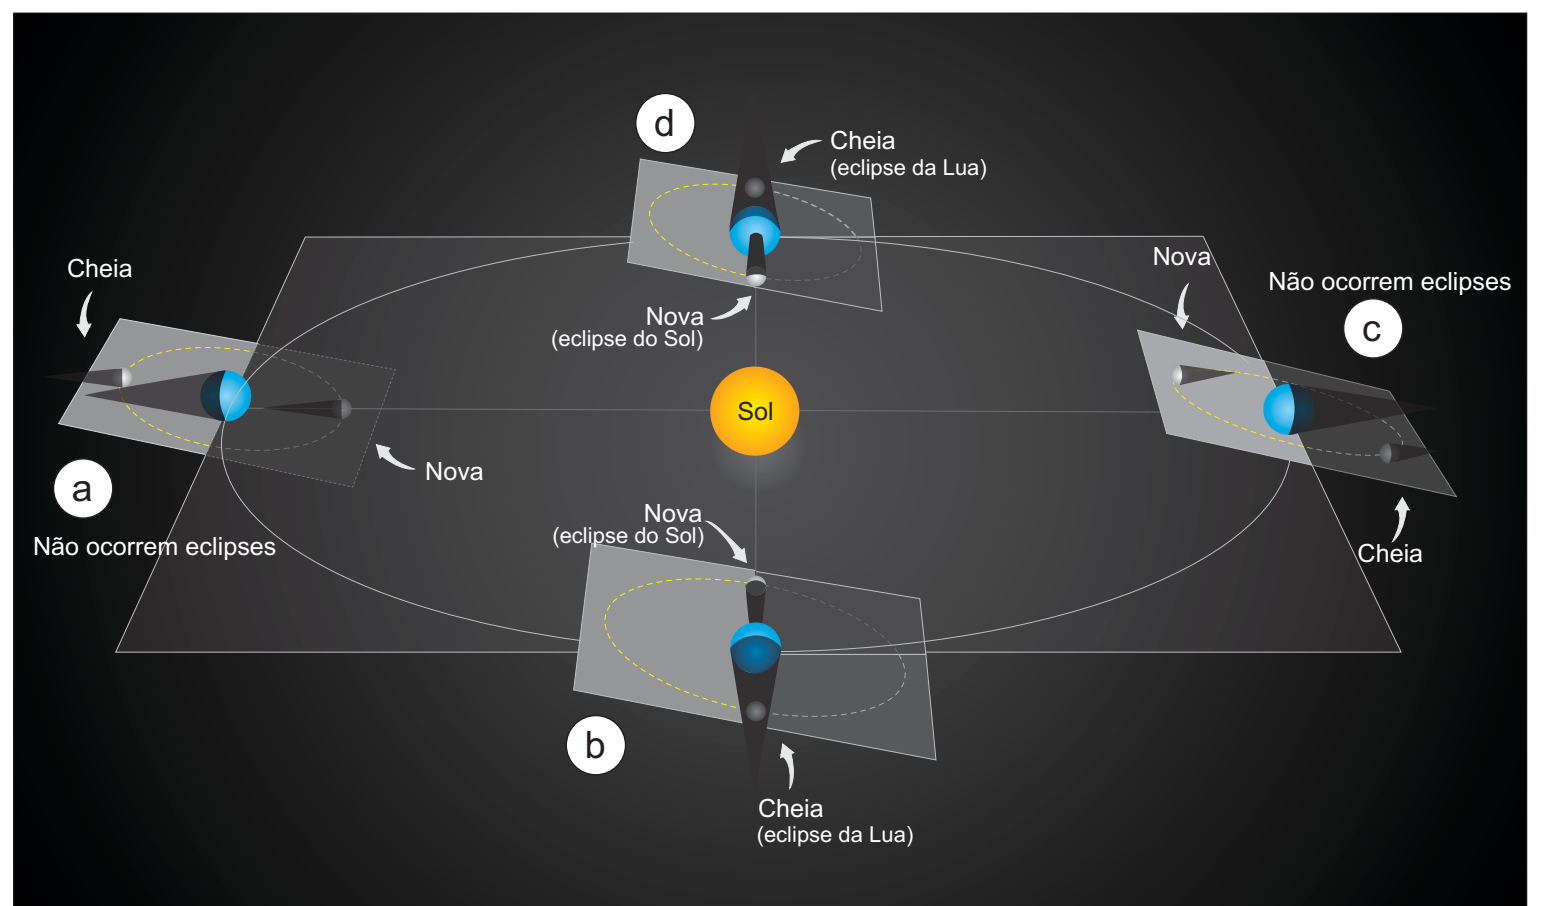 d
Cheia
(eclipse da Lua)
Nova
(eclipse do Sol)
Cheia
Nova
a
Não ocorrem eclipses
Nova
Não ocorrem eclipses
c
Cheia
Sol
Nova
(eclipse do Sol)
b
Cheia
(eclipse da Lua)